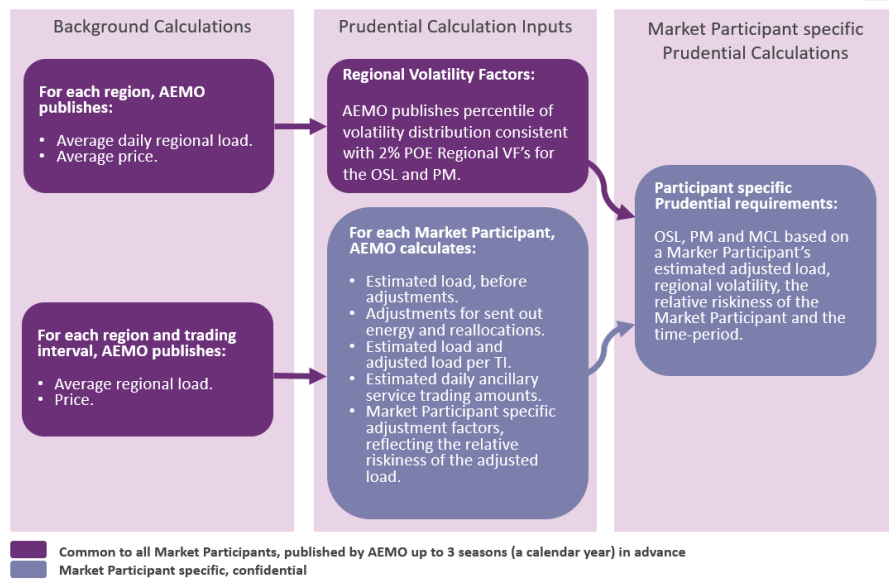 Background Calculations
For each region, AEMO
publishes:
• Average daily regional load.
• Average price.
For each region and trading
interval, AEMO publishes:
• Average regional load.
• Price.
Prudential Calculation Inputs
Regional Volatility Factors:
AEMO publishes percentile of
volatility distribution consistent
with 2% POE Regional VF's for
the OSL and PM.
For each Market Participant,
AEMO calculates:
• Estimated load, before
adjustments.
• Adjustments for sent out
energy and reallocations.
• Estimated load and
adjusted load per TI.
• Estimated daily ancillary
service trading amounts.
• Market Participant specific
adjustment factors,
reflecting the relative
riskiness of the adjusted
load.
Market Participant specific
Prudential Calculations
Participant specific
Prudential requirements:
OSL, PM and MCL based on
a Marker Participant's
estimated adjusted load,
regional volatility, the
relative riskiness of the
Market Participant and the
time-period.
Common to all Market Participants, published by AEMO up to 3 seasons (a calendar year) in advance
Market Participant specific, confidential